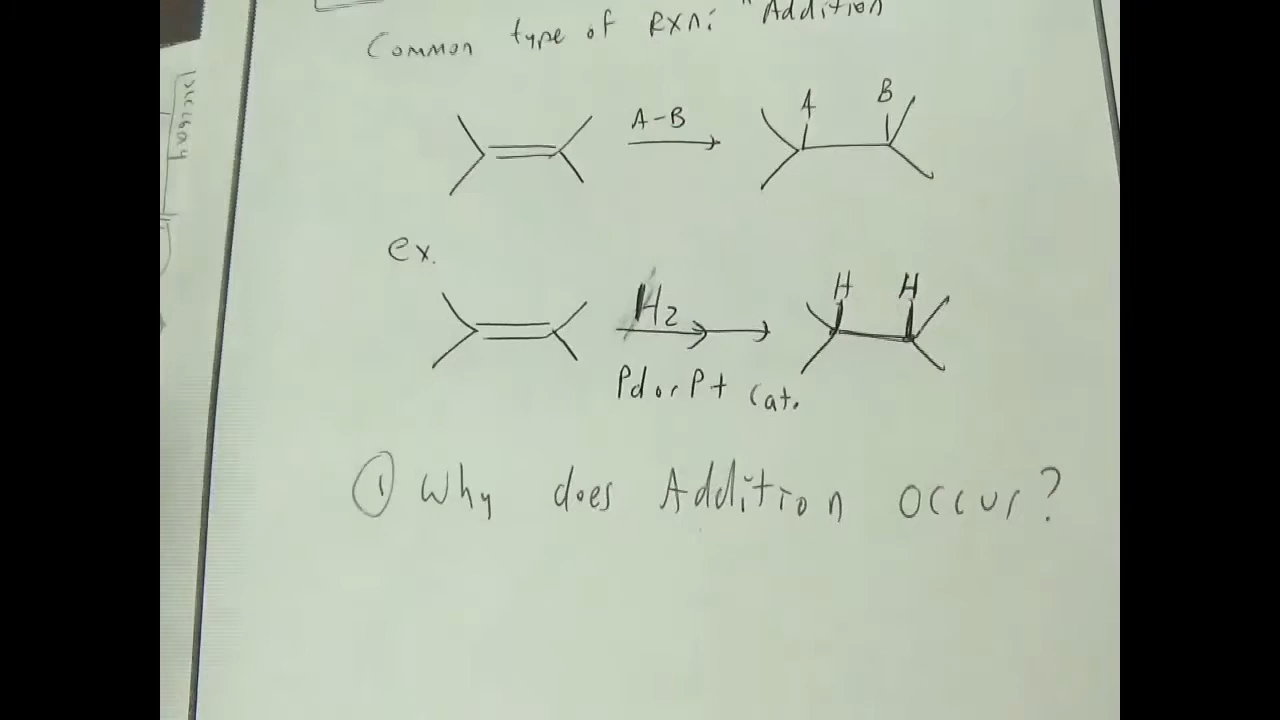 Common type of rxn: "Addition
A-B
A B
ex.
H2
H H
Pd or Pt cat.
① Why does Addition occur?